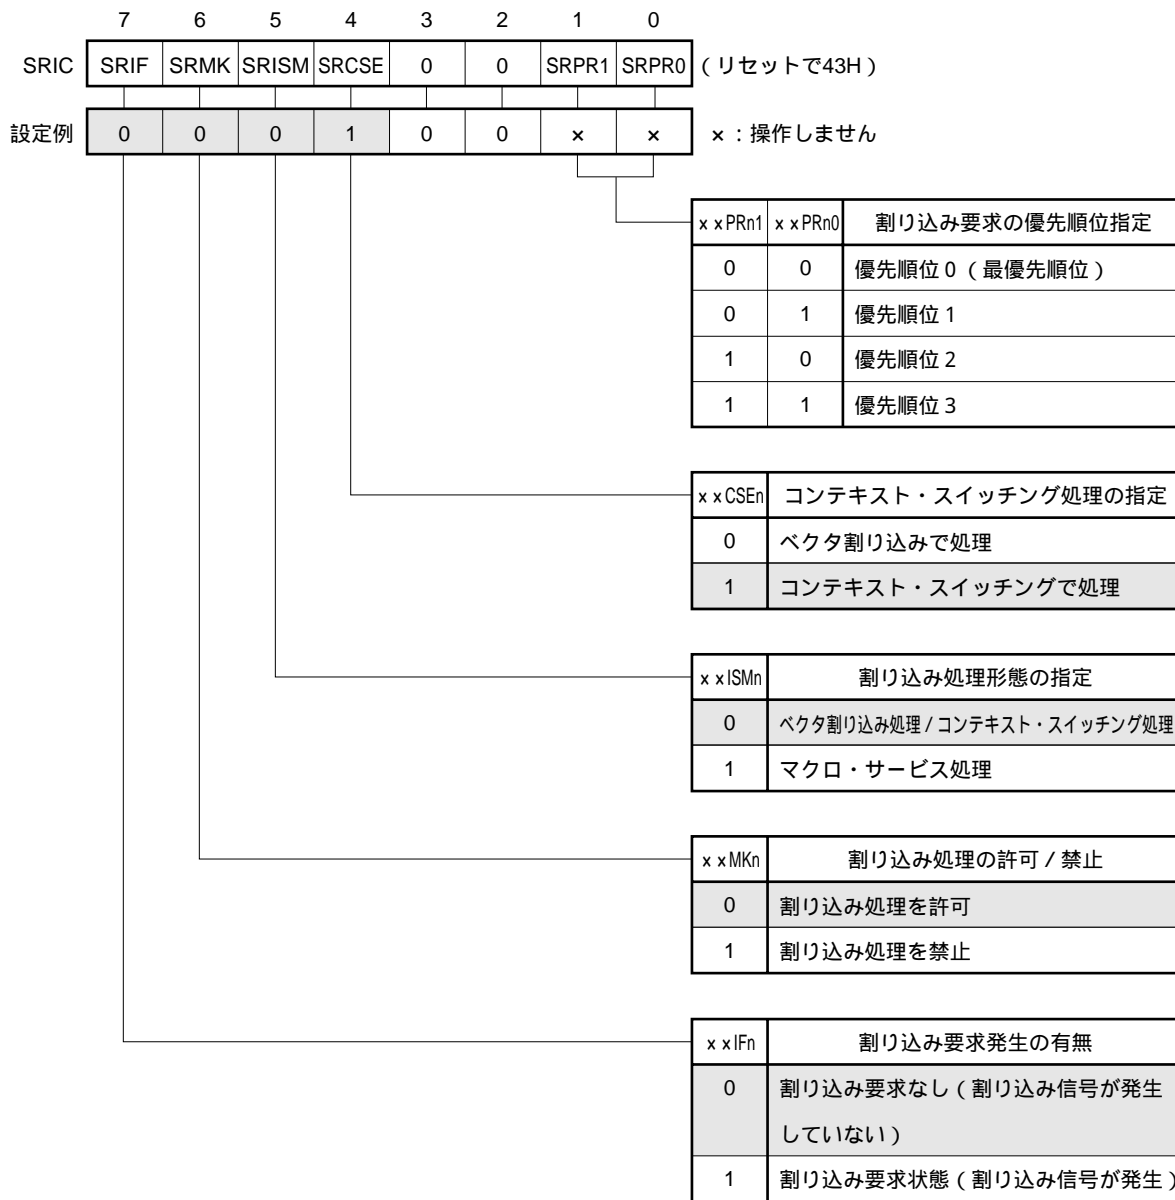 7 6 5 4 3 2 1 0
SRIC SRIF SRMK SRISM SRCSE 0 0 SRPR1 SRPR0 (リセットで43H)
設定例 0 0 0 1 0 0 × × ×:操作しません
××PRn1 ××PRn0 割り込み要求の優先順位指定
0 0 優先順位0(最優先順位)
0 1 優先順位1
1 0 優先順位2
1 1 優先順位3
××CSEn コンテキスト・スイッチング処理の指定
0 ベクタ割り込みで処理
1 コンテキスト・スイッチングで処理
××ISMn 割り込み処理形態の指定
0 ベクタ割り込み処理/コンテキスト・スイッチング処理
1 マクロ・サービス処理
××MKn 割り込み処理の許可/禁止
0 割り込み処理を許可
1 割り込み処理を禁止
××IFn 割り込み要求発生の有無
0 割り込み要求なし(割り込み信号が発生
していない)
1 割り込み要求状態(割り込み信号が発生)